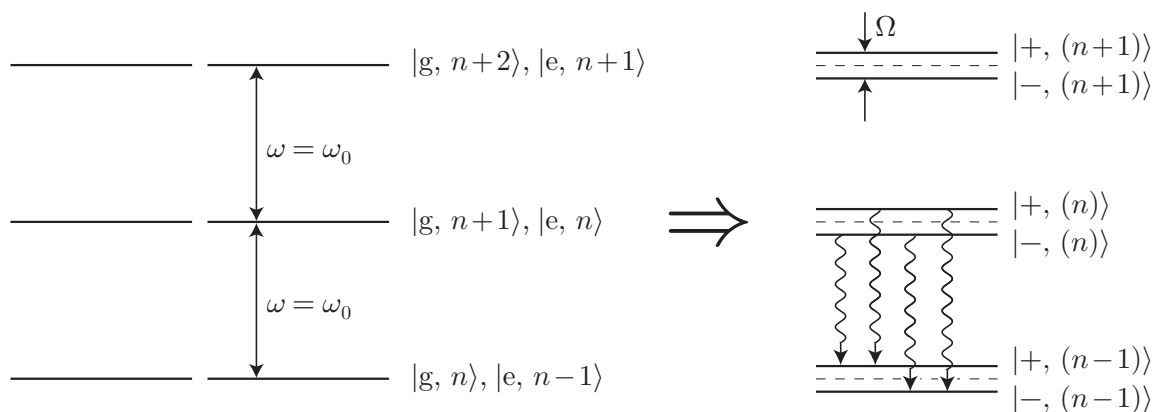 |g, n+2⟩, |e, n+1⟩
ω = ω₀
|g, n+1⟩, |e, n⟩
ω = ω₀
|g, n⟩, |e, n−1⟩
⇒
Ω
|+, (n+1)⟩
|−, (n+1)⟩
|+, (n)⟩
|−, (n)⟩
|+, (n−1)⟩
|−, (n−1)⟩